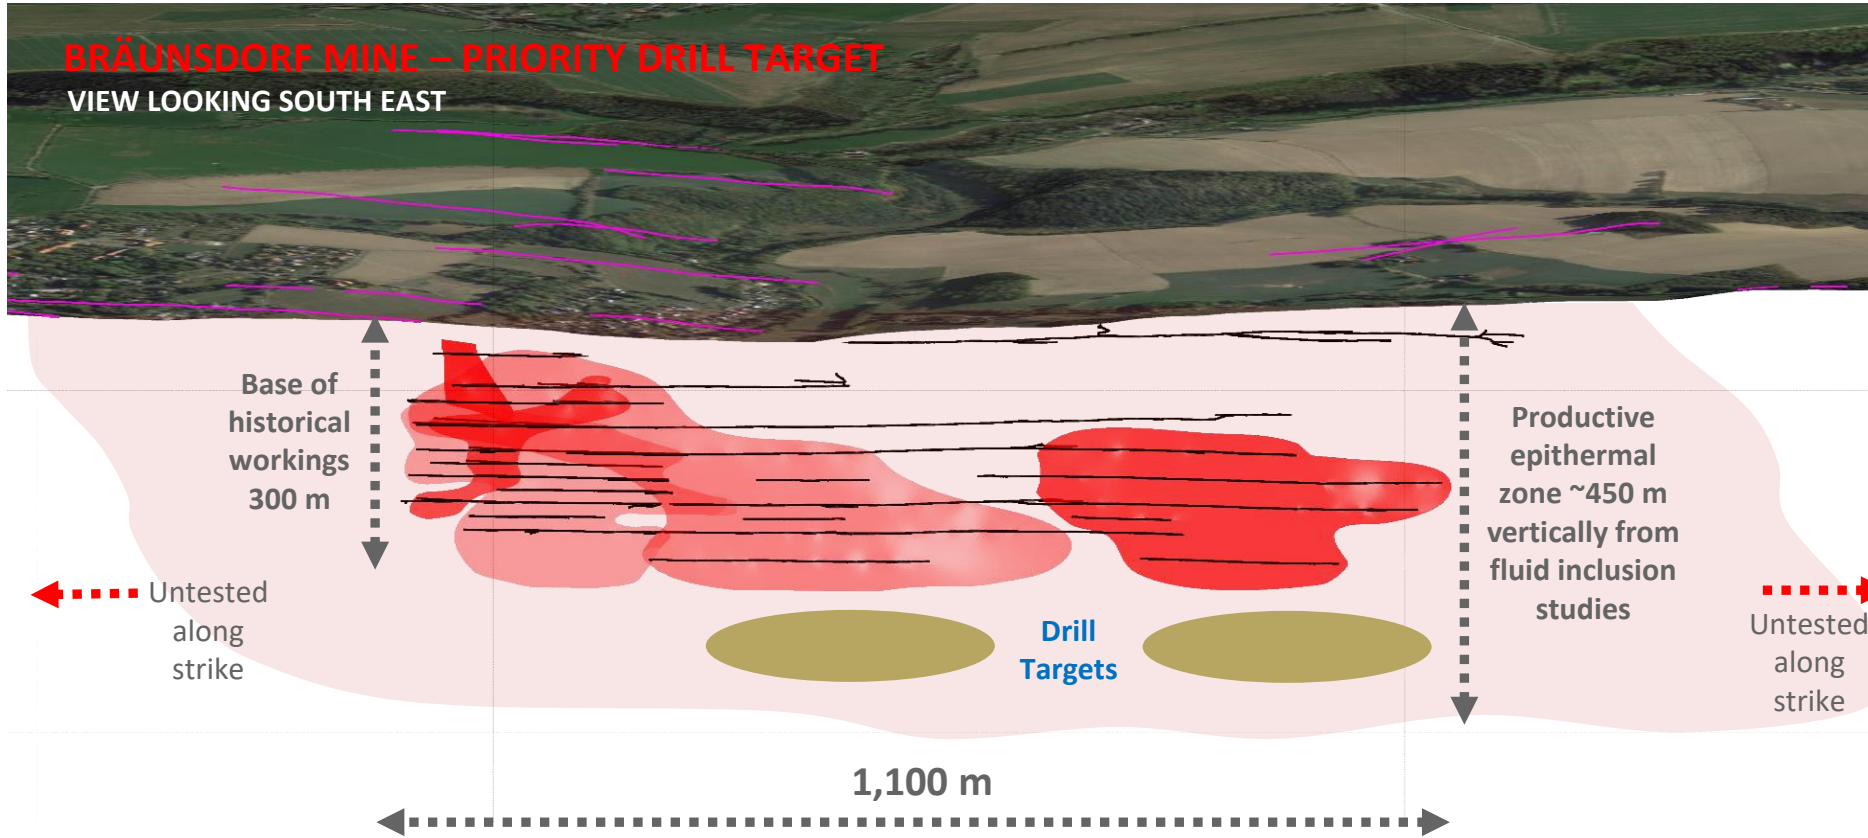 BRÄUNSDORF MINE – PRIORITY DRILL TARGET
VIEW LOOKING SOUTH EAST
Base of
historical
workings
300 m
Productive
epithermal
zone ~450 m
vertically from
fluid inclusion
studies
Untested
along
strike
Drill
Targets
Untested
along
strike
1,100 m